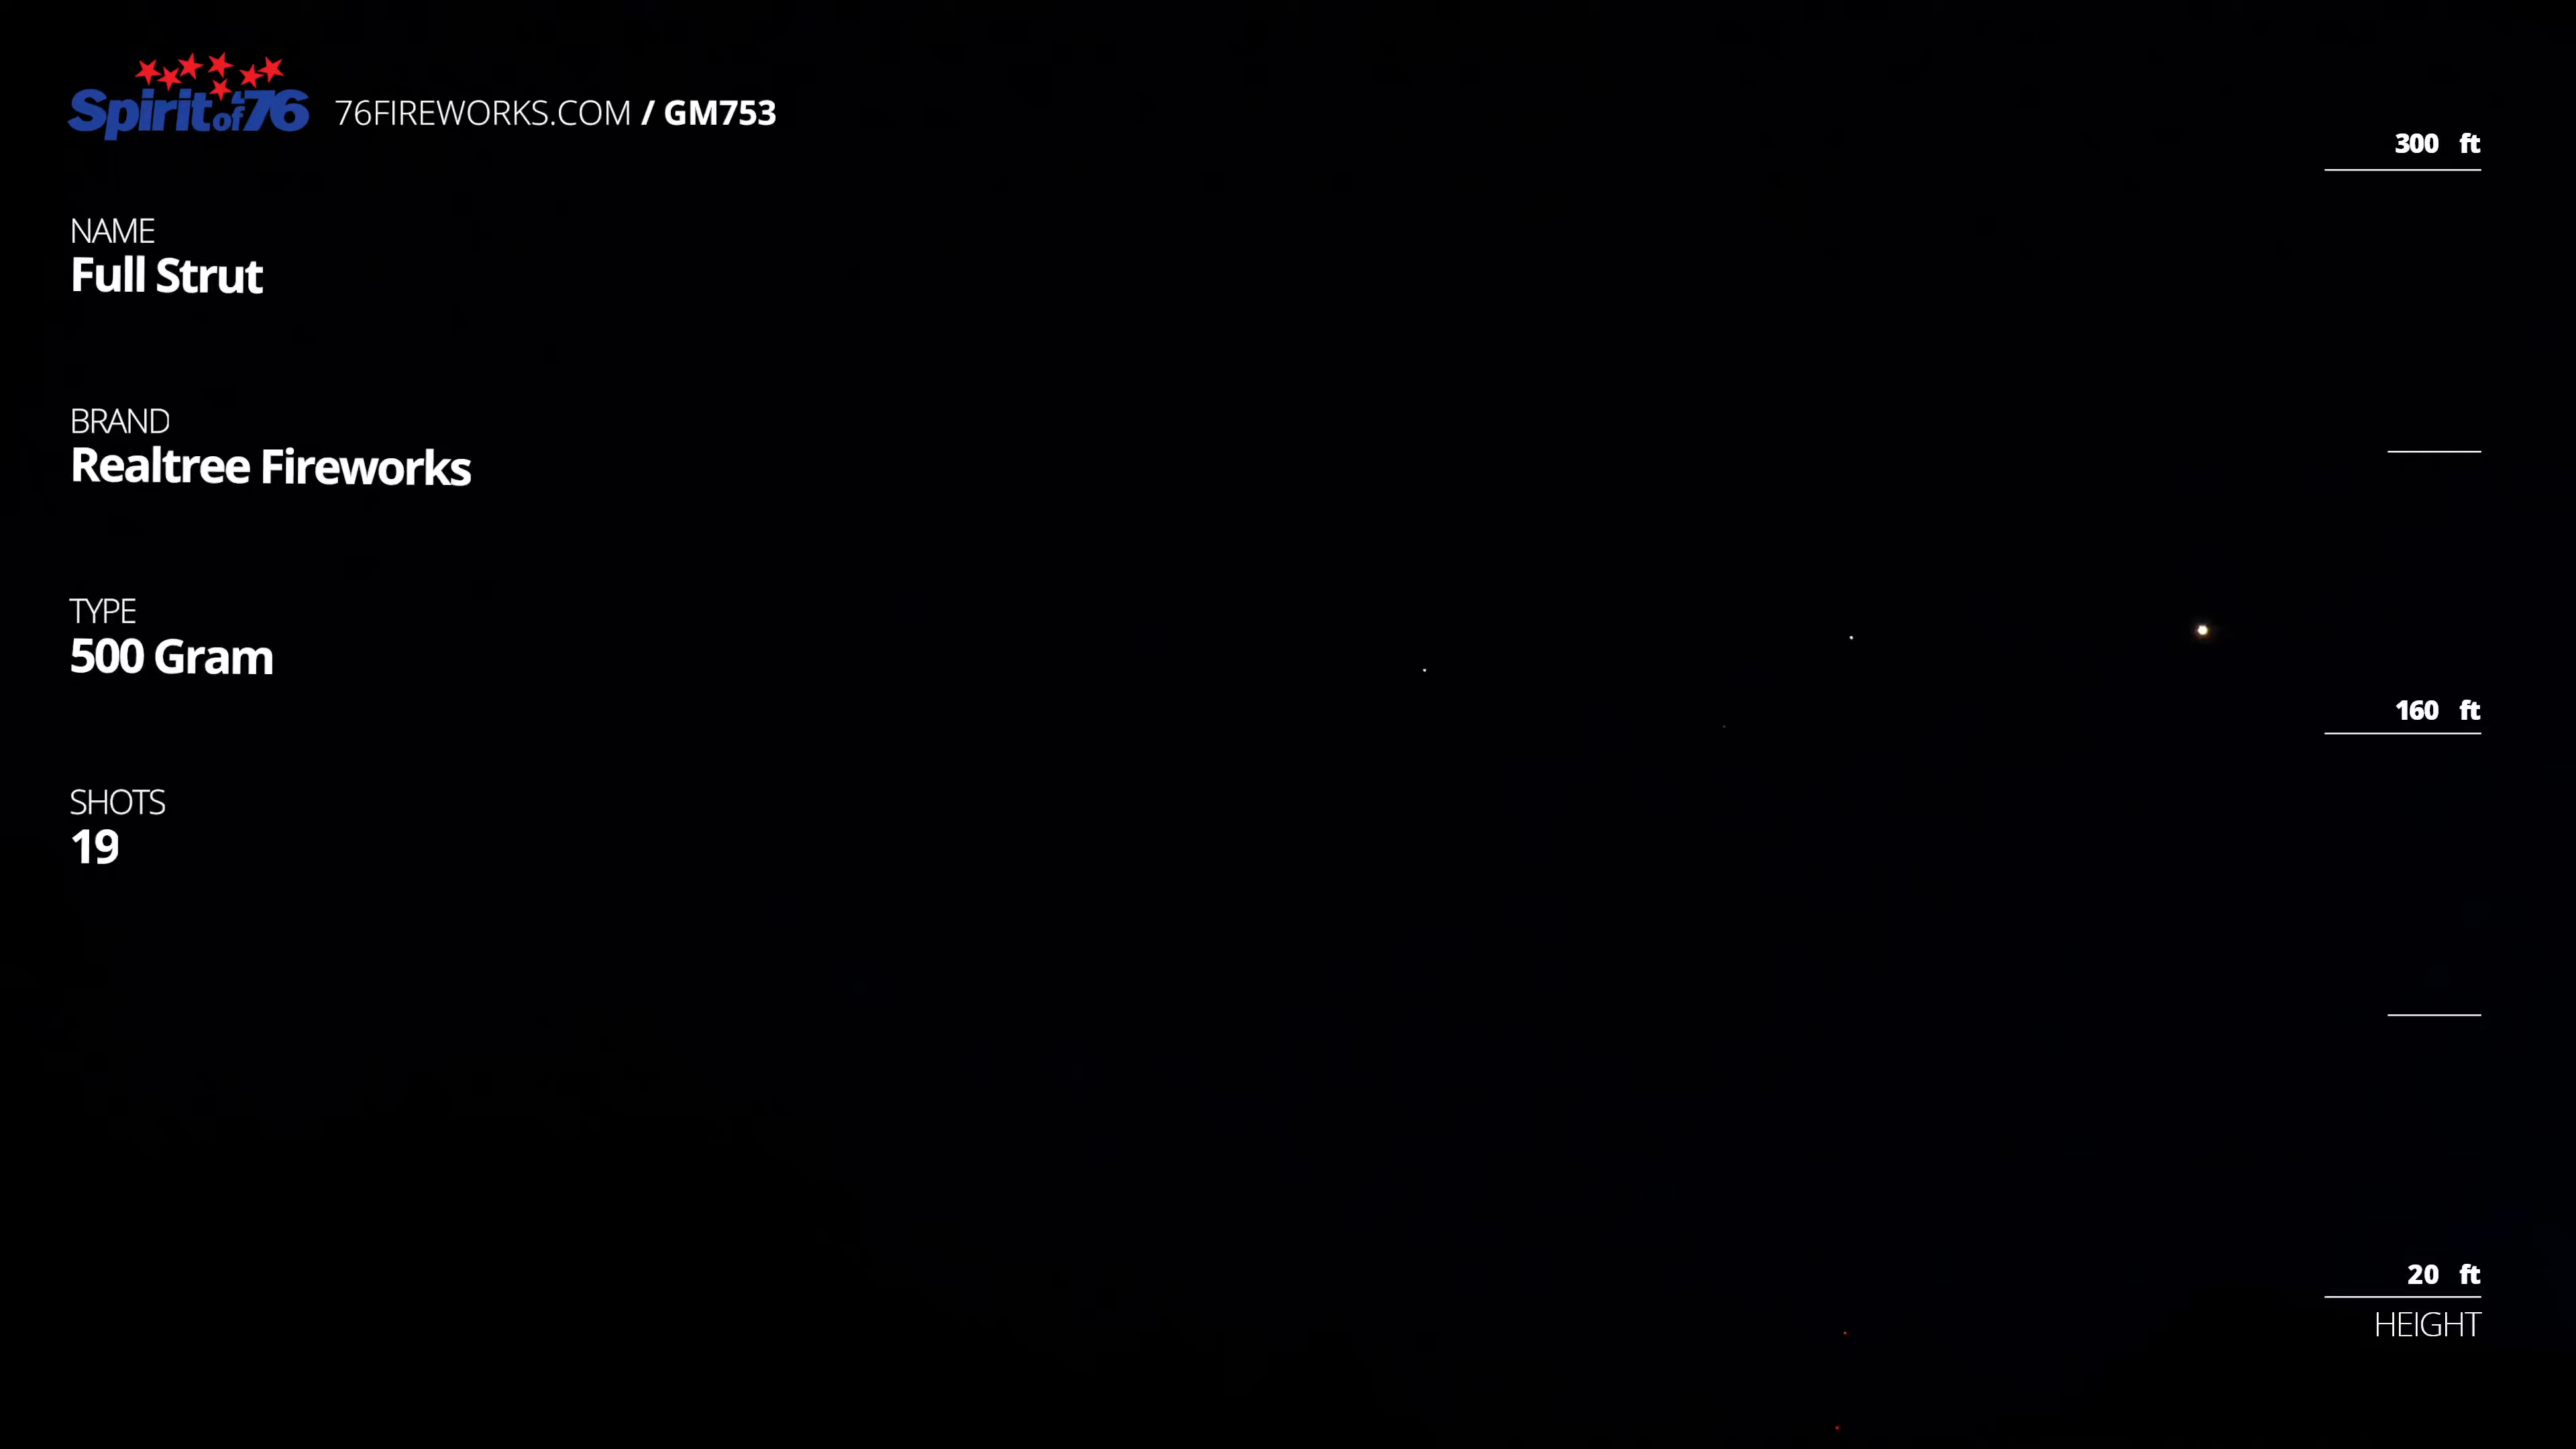 Spirit of '76
76FIREWORKS.COM / GM753
300 ft
NAME
Full Strut
BRAND
Realtree Fireworks
TYPE
500 Gram
160 ft
SHOTS
19
20 ft
HEIGHT